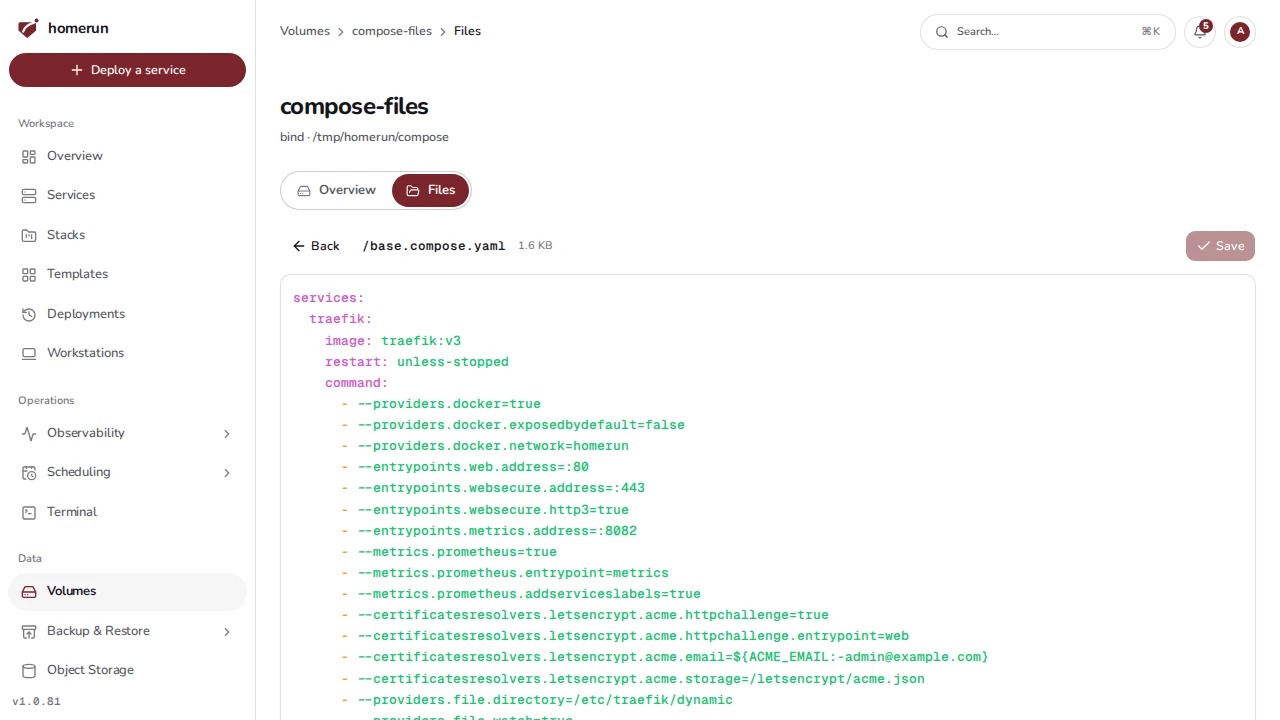 homerun
Deploy a service
Workspace
Overview
Services
Stacks
Templates
Deployments
Workstations
Operations
Observability
Scheduling
Terminal
Data
Volumes
Backup & Restore
Object Storage
v1.0.81
Volumes > compose-files > Files
Search... ⌘K
5
A
compose-files
bind · /tmp/homerun/compose
Overview
Files
Back /base.compose.yaml 1.6 KB
Save
services:
traefik:
image: traefik:v3
restart: unless-stopped
command:
- --providers.docker=true
- --providers.docker.exposedbydefault=false
- --providers.docker.network=homerun
- --entrypoints.web.address=:80
- --entrypoints.websecure.address=:443
- --entrypoints.websecure.http3=true
- --entrypoints.metrics.address=:8082
- --metrics.prometheus=true
- --metrics.prometheus.entrypoint=metrics
- --metrics.prometheus.addserviceslabels=true
- --certificatesresolvers.letsencrypt.acme.httpchallenge=true
- --certificatesresolvers.letsencrypt.acme.httpchallenge.entrypoint=web
- --certificatesresolvers.letsencrypt.acme.email=${ACME_EMAIL:-admin@example.com}
- --certificatesresolvers.letsencrypt.acme.storage=/letsencrypt/acme.json
- --providers.file.directory=/etc/traefik/dynamic
- --providers.file.watch=true